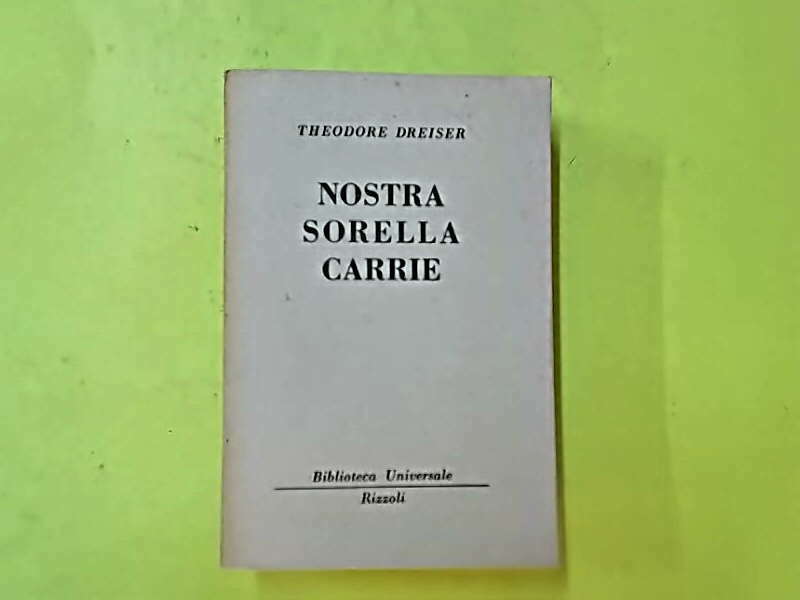 THEODORE DREISER
NOSTRA
SORELLA
CARRIE
Biblioteca Universale
Rizzoli